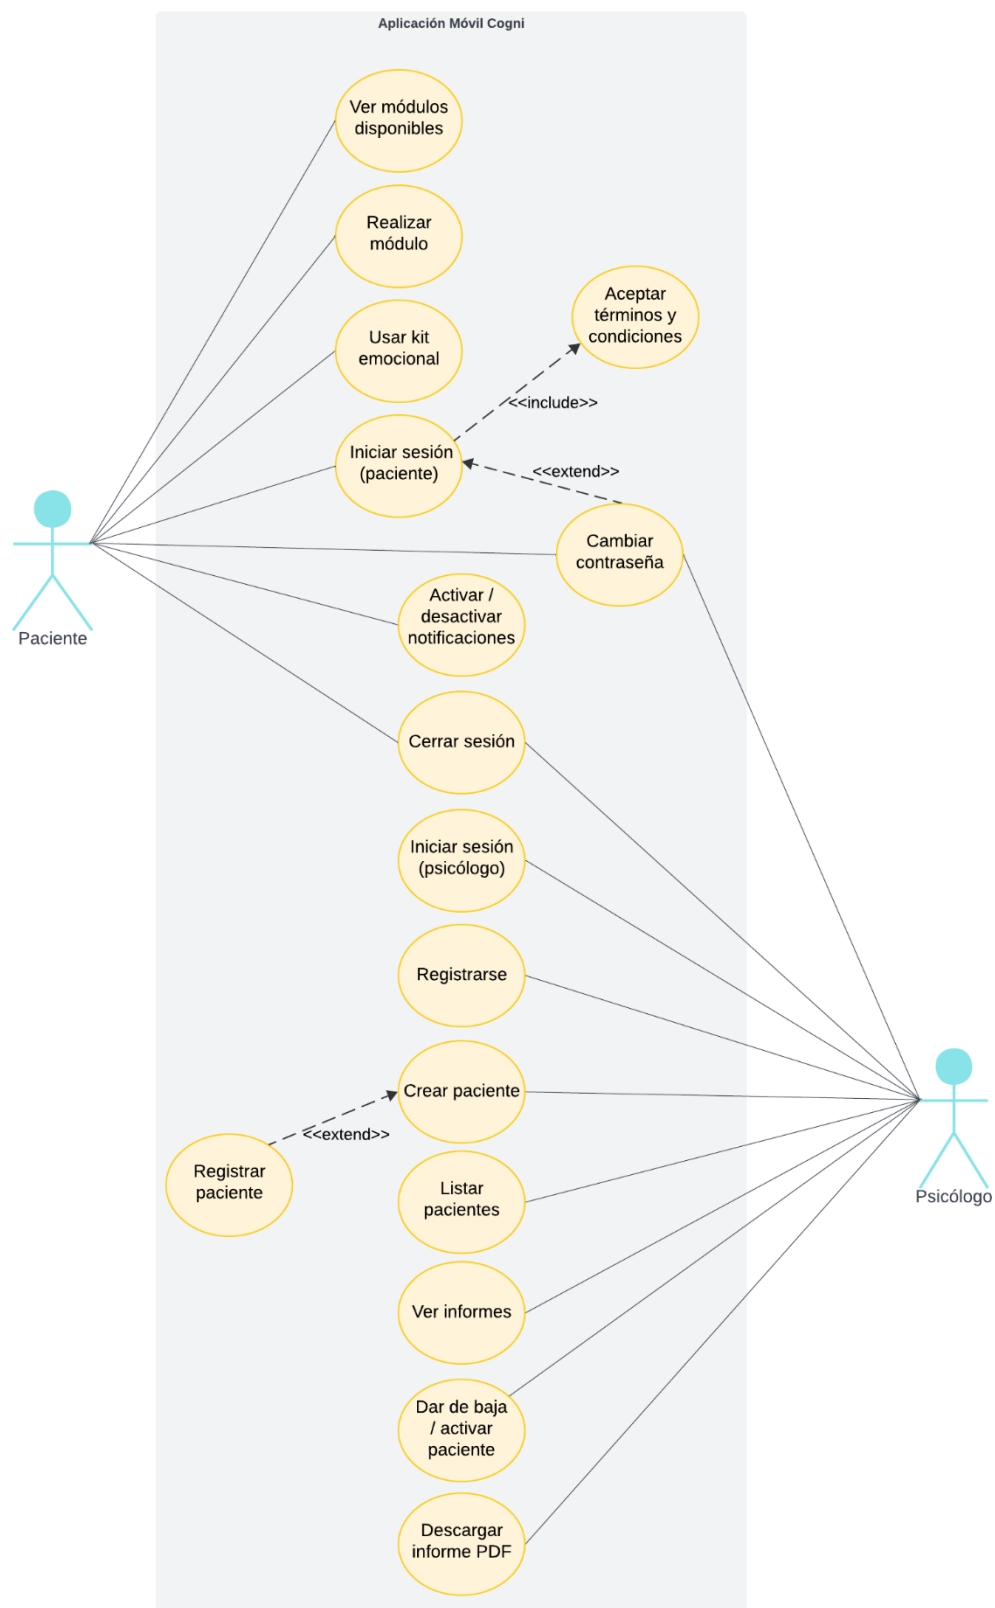 Aplicación Móvil Cogni
Ver módulos
disponibles
Realizar
módulo
Aceptar
términos y
condiciones
Usar kit
emocional
<<include>>
Iniciar sesión
(paciente)
<<extend>>
Cambiar
contraseña
Paciente
Activar /
desactivar
notificaciones
Cerrar sesión
Iniciar sesión
(psicólogo)
Registrarse
Crear paciente
<<extend>>
Registrar
paciente
Listar
pacientes
Psicólogo
Ver informes
Dar de baja
/ activar
paciente
Descargar
informe PDF